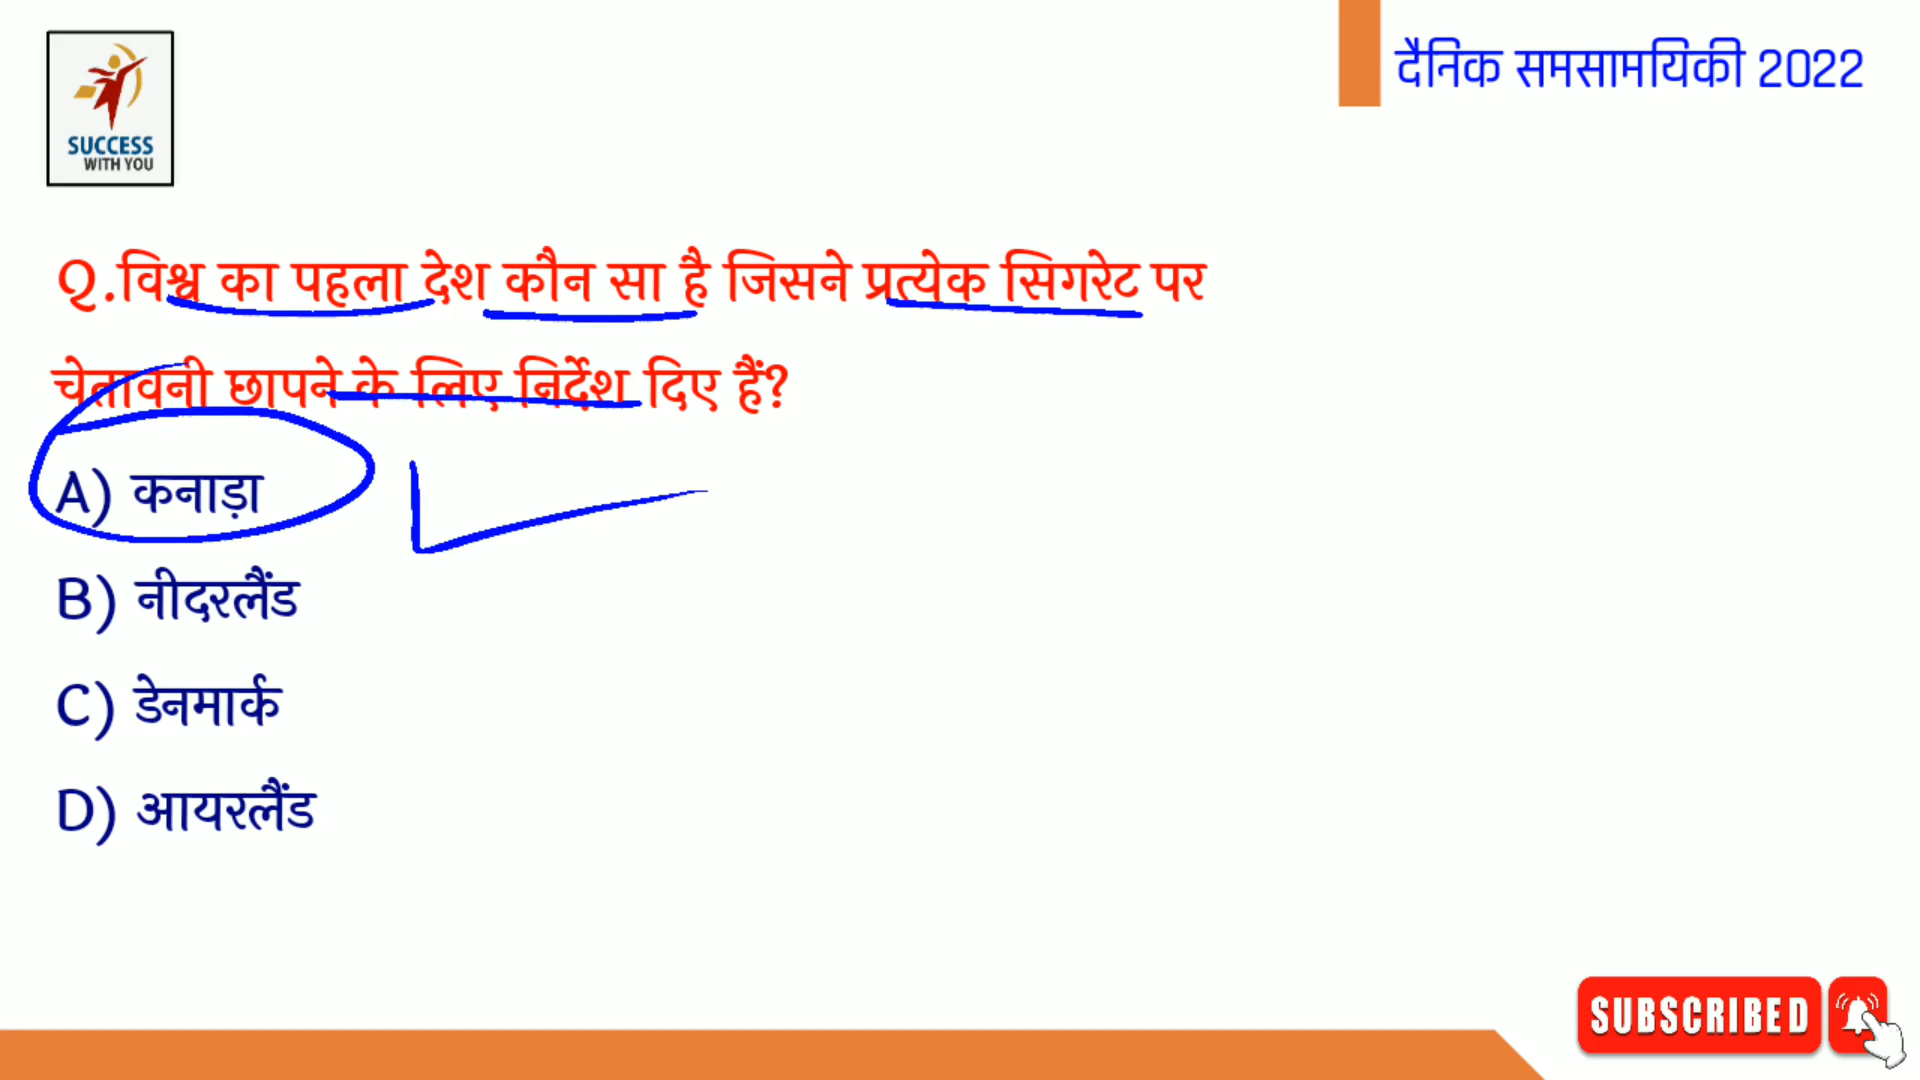 SUCCESS
WITH YOU
दैनिक समसामयिकी 2022
Q.विश्व का पहला देश कौन सा है जिसने प्रत्येक सिगरेट पर
चेतावनी छापने के लिए निर्देश दिए हैं?
A) कनाड़ा
B) नीदरलैंड
C) डेनमार्क
D) आयरलैंड
SUBSCRIBED